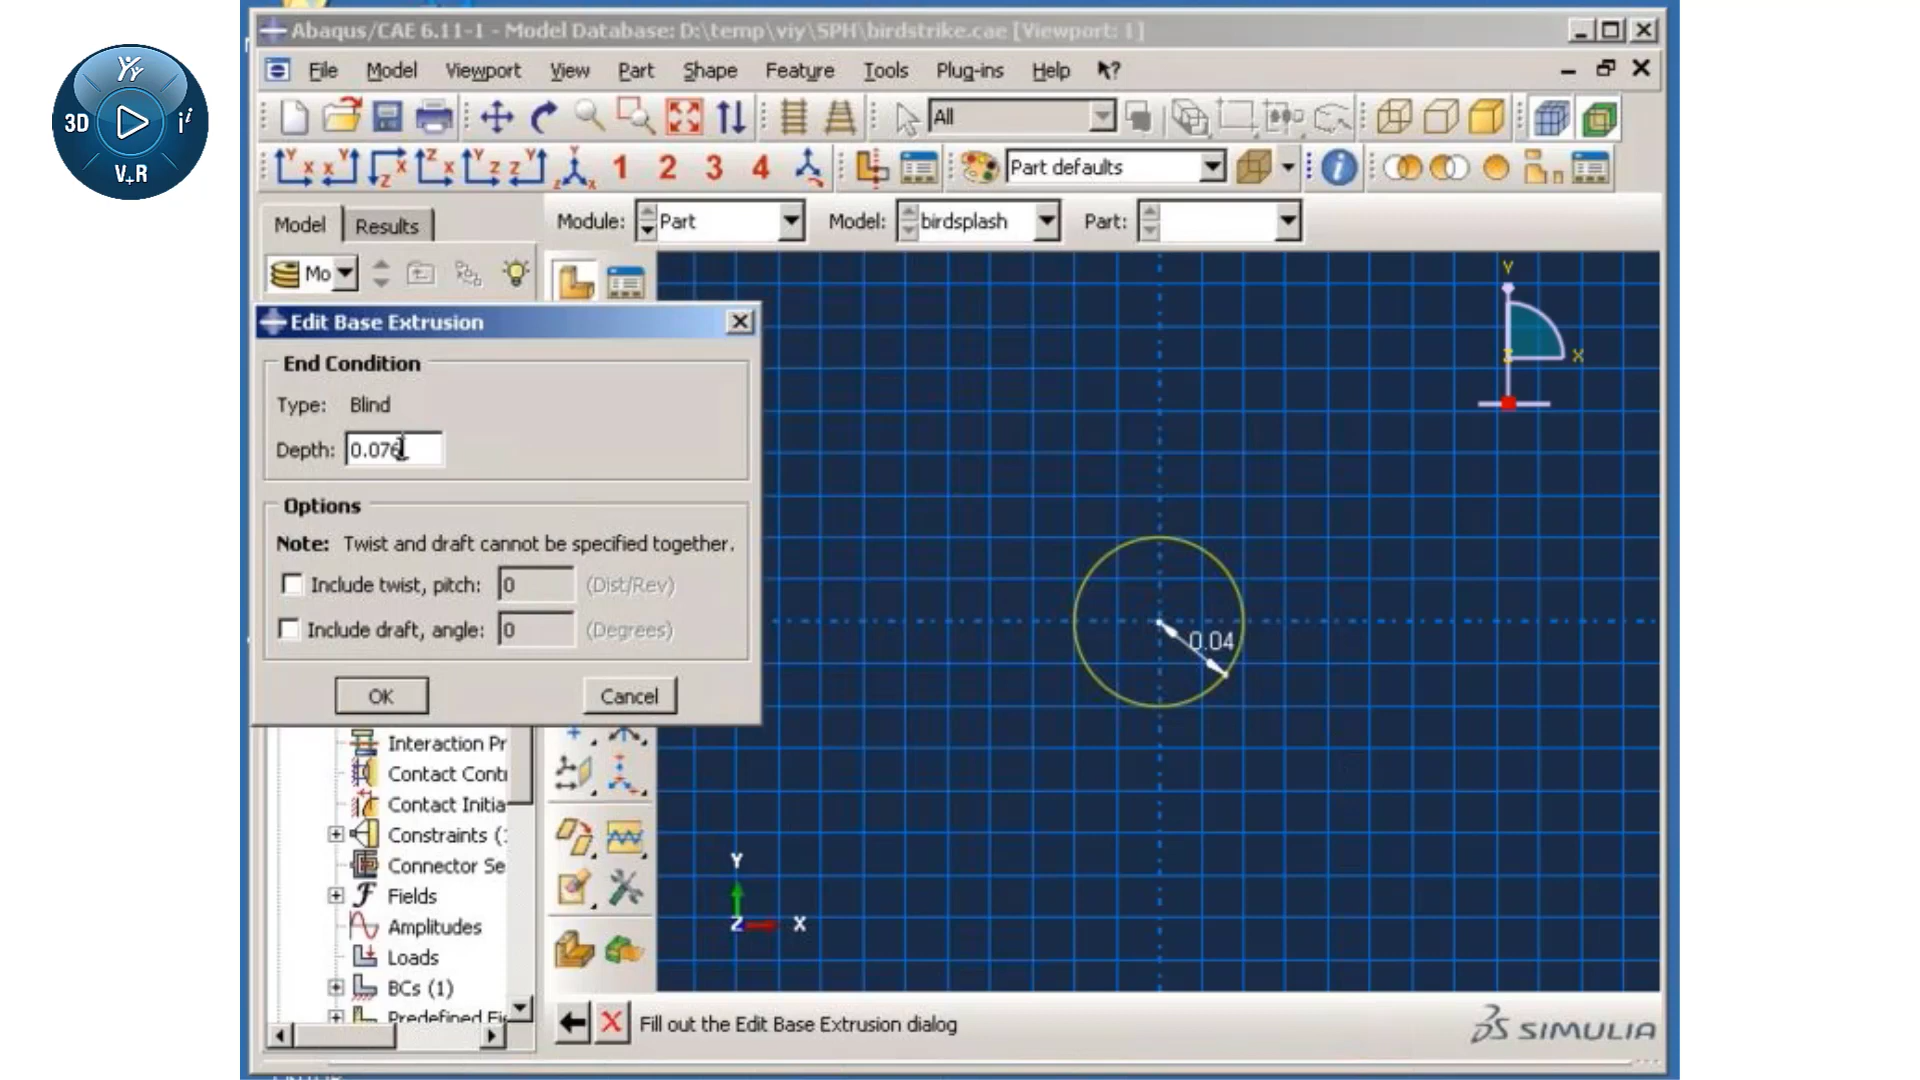 Abaqus/CAE 6.11-1 - Model Database: D:\temp\viy\SPH\birdstrike.cae [Viewport: 1]
File Model Viewport View Part Shape Feature Tools Plug-ins Help
3D
V+R
All
1 2 3 4
Part defaults
Model Results
Module: Part Model: birdsplash Part:
Mo
Edit Base Extrusion
End Condition
Type: Blind
Depth: 0.076
Options
Note: Twist and draft cannot be specified together.
Include twist, pitch: 0 (Dist/Rev)
Include draft, angle: 0 (Degrees)
OK Cancel
Y
X
Z
0.04
Interaction Pr
Contact Conti
Contact Initia
Constraints (
Connector Se
Fields
Amplitudes
Loads
BCs (1)
Predefined Fie
Y
Z X
Fill out the Edit Base Extrusion dialog
SIMULIA